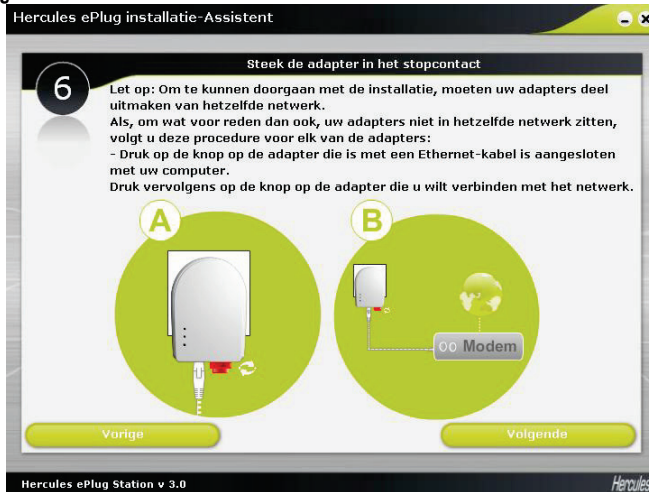 Hercules ePlug installatie-Assistent
Steek de adapter in het stopcontact
6
Let op: Om te kunnen doorgaan met de installatie, moeten uw adapters deel
uitmaken van hetzelfde netwerk.
Als, om wat voor reden dan ook, uw adapters niet in hetzelfde netwerk zitten,
volgt u deze procedure voor elk van de adapters:
- Druk op de knop op de adapter die is met een Ethernet-kabel is aangesloten
met uw computer.
Druk vervolgens op de knop op de adapter die u wilt verbinden met het netwerk.
A
B
Modem
Vorige
Volgende
Hercules ePlug Station v 3.0
Hercules